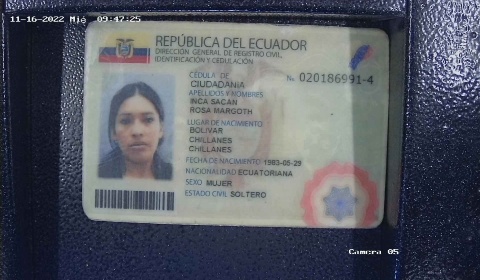 11-16-2022 Mié 09:47:25
REPÚBLICA DEL ECUADOR
DIRECCIÓN GENERAL DE REGISTRO CIVIL,
IDENTIFICACIÓN Y CEDULACIÓN
CÉDULA DE No. 020186991-4
CIUDADANÍA
APELLIDOS Y NOMBRES
INCA SACAN
ROSA MARGOTH
LUGAR DE NACIMIENTO
BOLIVAR
CHILLANES
CHILLANES
FECHA DE NACIMIENTO 1983-05-29
NACIONALIDAD ECUATORIANA
SEXO MUJER
ESTADO CIVIL SOLTERO
Camera 05